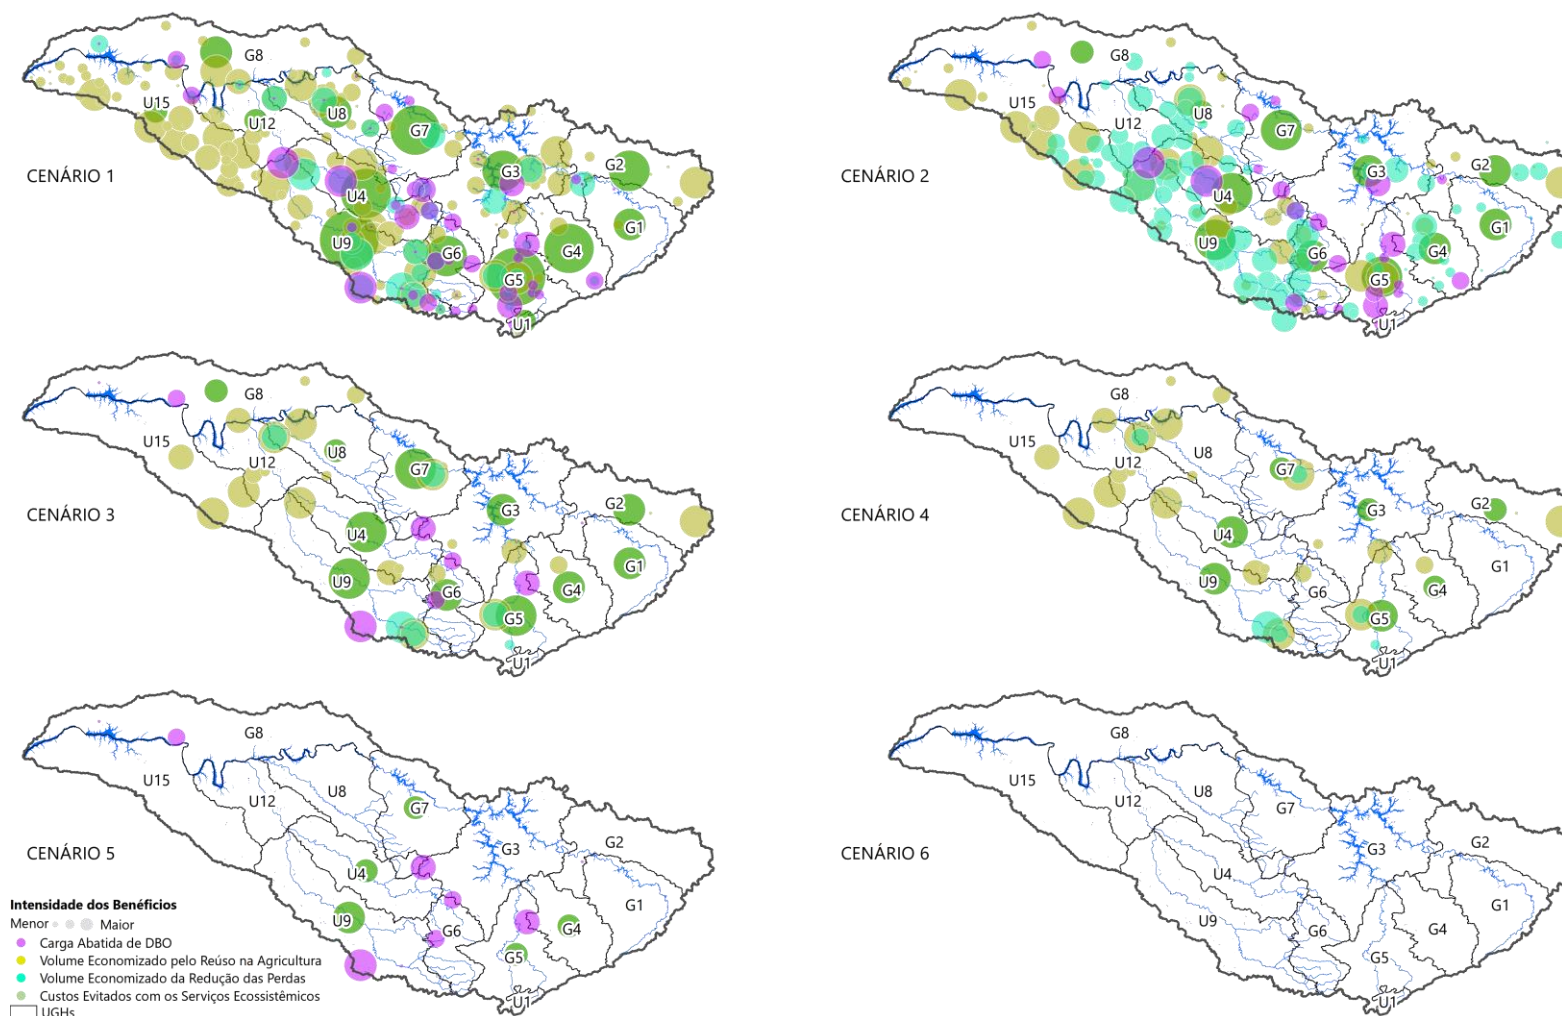 G8
U15
U12
U8
G7
G3
G2
U4
G1
U9
G6
G4
G5
U1
CENÁRIO 1
G8
U15
U12
U8
G7
G3
G2
U4
G1
U9
G6
G4
G5
U1
CENÁRIO 2
G8
U15
U12
U8
G7
G3
G2
U4
G1
U9
G6
G4
G5
U1
CENÁRIO 3
G8
U15
U12
U8
G7
G3
G2
U4
G1
U9
G6
G4
G5
U1
CENÁRIO 4
G8
U15
U12
U8
G7
G3
G2
U4
G1
U9
G6
G4
G5
U1
CENÁRIO 5
G8
U15
U12
U8
G7
G3
G2
U4
G1
U9
G6
G4
G5
U1
CENÁRIO 6
Intensidade dos Benéficios
Menor Maior
Carga Abatida de DBO
Volume Economizado pelo Reúso na Agricultura
Volume Economizado da Redução das Perdas
Custos Evitados com os Serviços Ecossistêmicos
UGHs